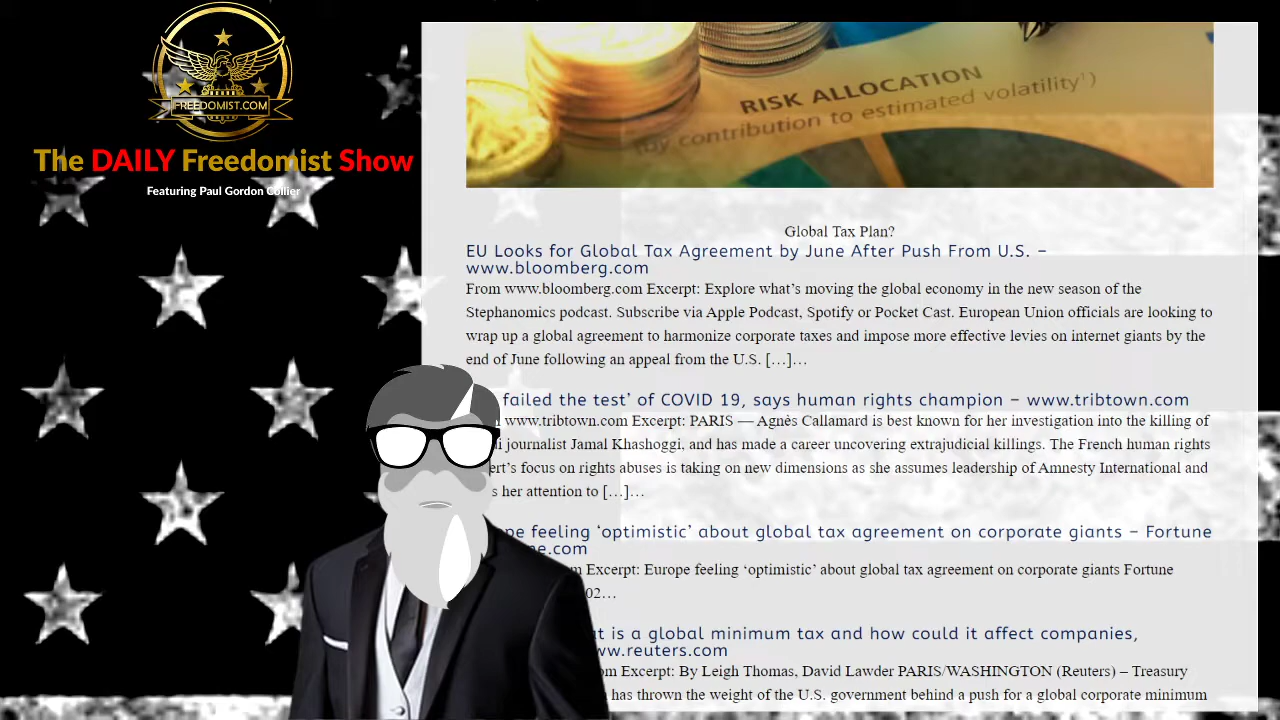 FREEDOMIST.COM
The DAILY Freedomist Show
Featuring Paul Gordon Collier
RISK ALLOCATION
(by contribution to estimated volatility¹)
Global Tax Plan?
EU Looks for Global Tax Agreement by June After Push From U.S. –
www.bloomberg.com
From www.bloomberg.com Excerpt: Explore what’s moving the global economy in the new season of the
Stephanomics podcast. Subscribe via Apple Podcast, Spotify or Pocket Cast. European Union officials are looking to
wrap up a global agreement to harmonize corporate taxes and impose more effective levies on internet giants by the
end of June following an appeal from the U.S. […]…
failed the test’ of COVID 19, says human rights champion – www.tribtown.com
www.tribtown.com Excerpt: PARIS — Agnès Callamard is best known for her investigation into the killing of
journalist Jamal Khashoggi, and has made a career uncovering extrajudicial killings. The French human rights
ert’s focus on rights abuses is taking on new dimensions as she assumes leadership of Amnesty International and
s her attention to […]…
pe feeling ‘optimistic’ about global tax agreement on corporate giants – Fortune
ne.com
m Excerpt: Europe feeling ‘optimistic’ about global tax agreement on corporate giants Fortune
02…
at is a global minimum tax and how could it affect companies,
ww.reuters.com
om Excerpt: By Leigh Thomas, David Lawder PARIS/WASHINGTON (Reuters) – Treasury
has thrown the weight of the U.S. government behind a push for a global corporate minimum